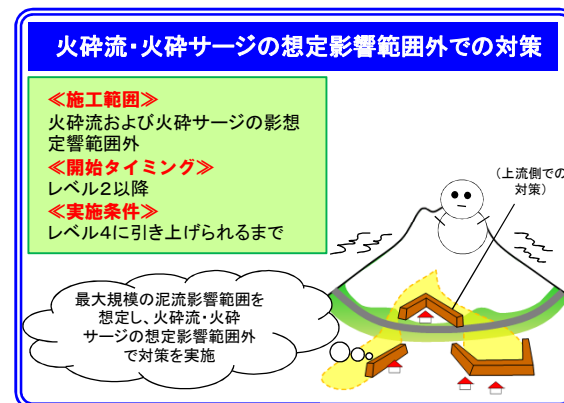 火砕流・火砕サージの想定影響範囲外での対策
≪施工範囲≫
火砕流および火砕サージの影想
定響範囲外
≪開始タイミング≫
レベル2以降
≪実施条件≫
レベル4に引き上げられるまで
（上流側での
対策）
最大規模の泥流影響範囲を
想定し、火砕流・火砕
サージの想定影響範囲外
で対策を実施